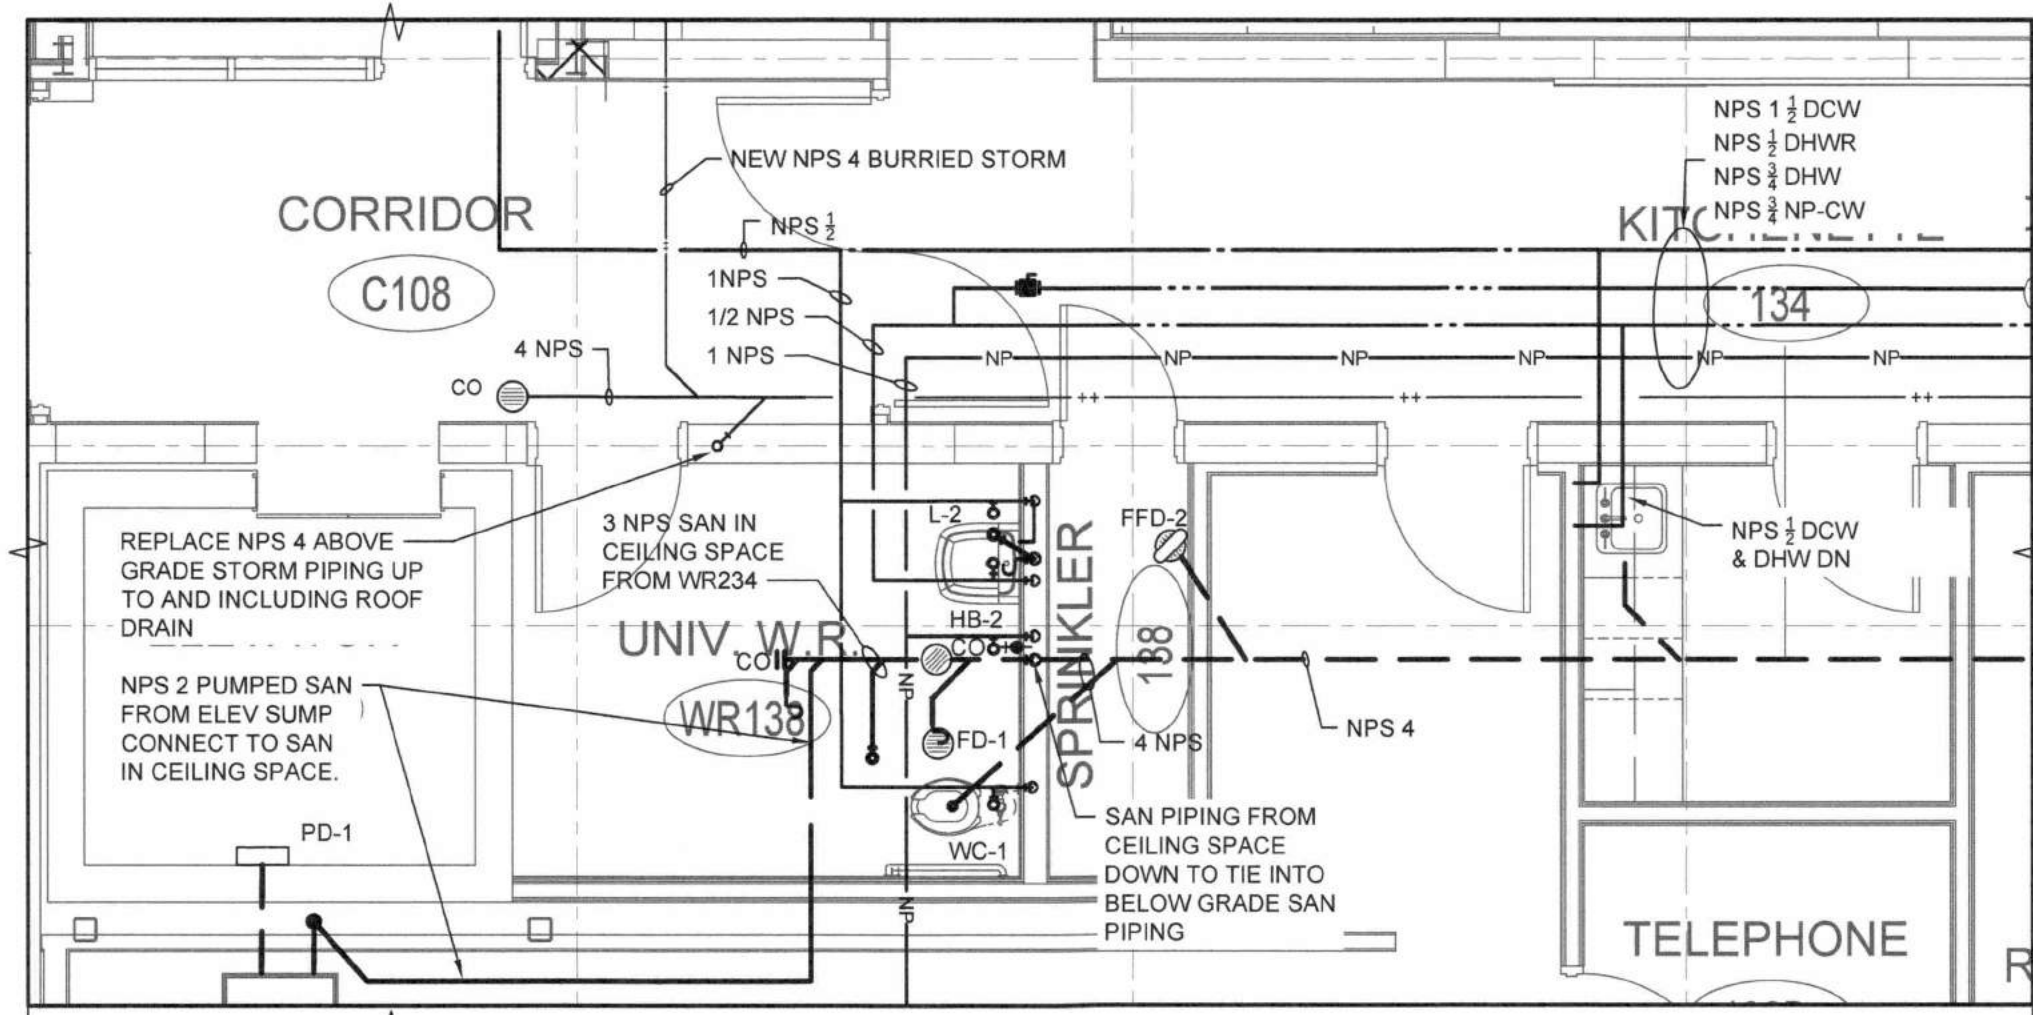 NPS 1 1/2 DCW
NPS 1/2 DHWR
NPS 3/4 DHW
NPS 3/4 NP-CW
NEW NPS 4 BURRIED STORM
CORRIDOR
C108
NPS 1/2
KITCHENETTE
134
1NPS
1/2 NPS
1 NPS
4 NPS
CO
NP NP NP NP NP NP
++ ++ ++ ++
REPLACE NPS 4 ABOVE
GRADE STORM PIPING UP
TO AND INCLUDING ROOF
DRAIN
3 NPS SAN IN
CEILING SPACE
FROM WR234
L-2
FFD-2
SPRINKLER
138
NPS 1/2 DCW
& DHW DN
HB-2
CO
UNIV. W.R.
CO
WR138
NP
NPS 2 PUMPED SAN
FROM ELEV SUMP
CONNECT TO SAN
IN CEILING SPACE.
FD-1
4 NPS
NPS 4
PD-1
WC-1
NP
SAN PIPING FROM
CEILING SPACE
DOWN TO TIE INTO
BELOW GRADE SAN
PIPING
TELEPHONE
R